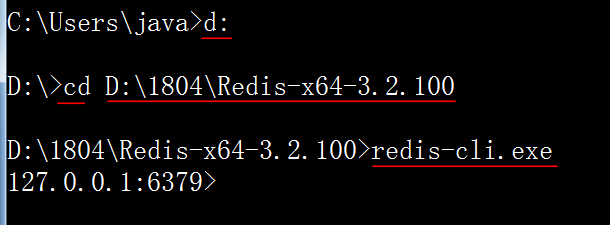 C:\Users\java>d:
D:\>cd D:\1804\Redis-x64-3.2.100
D:\1804\Redis-x64-3.2.100>redis-cli.exe
127.0.0.1:6379>